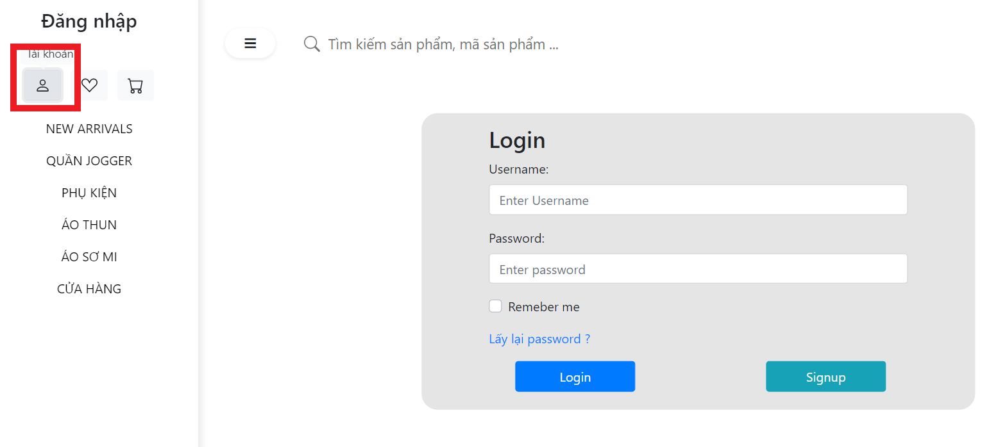 Đăng nhập
Tài khoản
NEW ARRIVALS
QUẦN JOGGER
PHỤ KIỆN
ÁO THUN
ÁO SƠ MI
CỬA HÀNG
Tìm kiếm sản phẩm, mã sản phẩm ...
Login
Username:
Enter Username
Password:
Enter password
Remeber me
Lấy lại password ?
Login
Signup